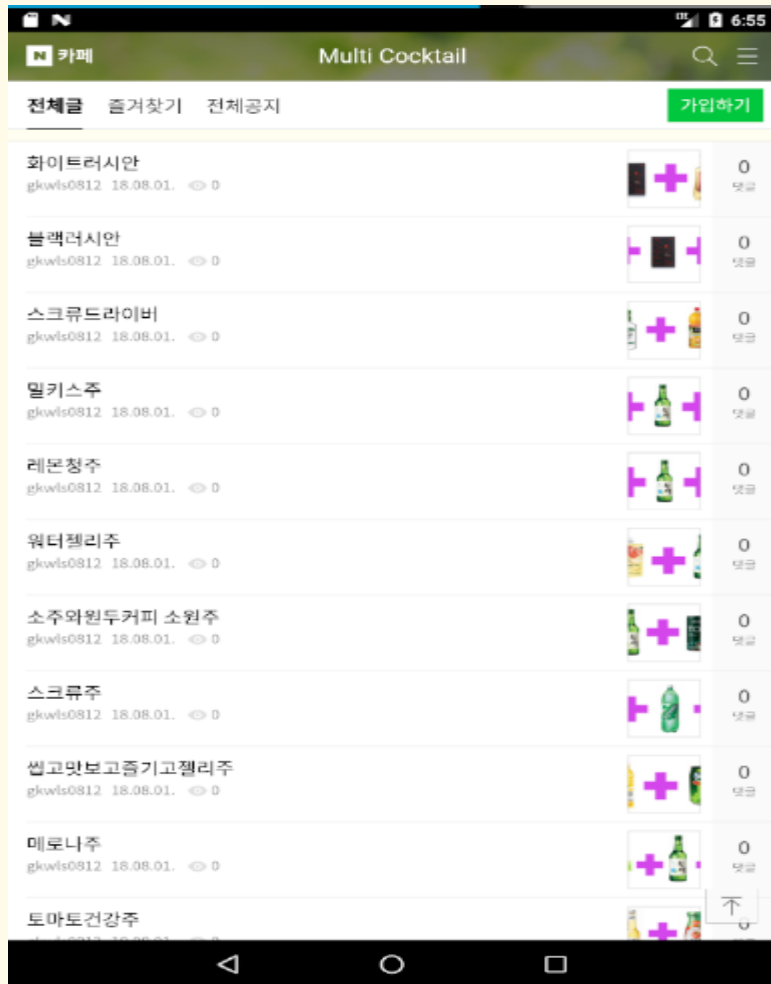 LTE 6:55
N 카페 Multi Cocktail
전체글 즐겨찾기 전체공지 가입하기
화이트러시안 0
gkwls0812 18.08.01. 0 댓글
블랙러시안 0
gkwls0812 18.08.01. 0 댓글
스크류드라이버 0
gkwls0812 18.08.01. 0 댓글
밀키스주 0
gkwls0812 18.08.01. 0 댓글
레몬청주 0
gkwls0812 18.08.01. 0 댓글
워터젤리주 0
gkwls0812 18.08.01. 0 댓글
소주와원두커피 소원주 0
gkwls0812 18.08.01. 0 댓글
스크류주 0
gkwls0812 18.08.01. 0 댓글
씹고맛보고즐기고젤리주 0
gkwls0812 18.08.01. 0 댓글
메로나주 0
gkwls0812 18.08.01. 0 댓글
토마토건강주